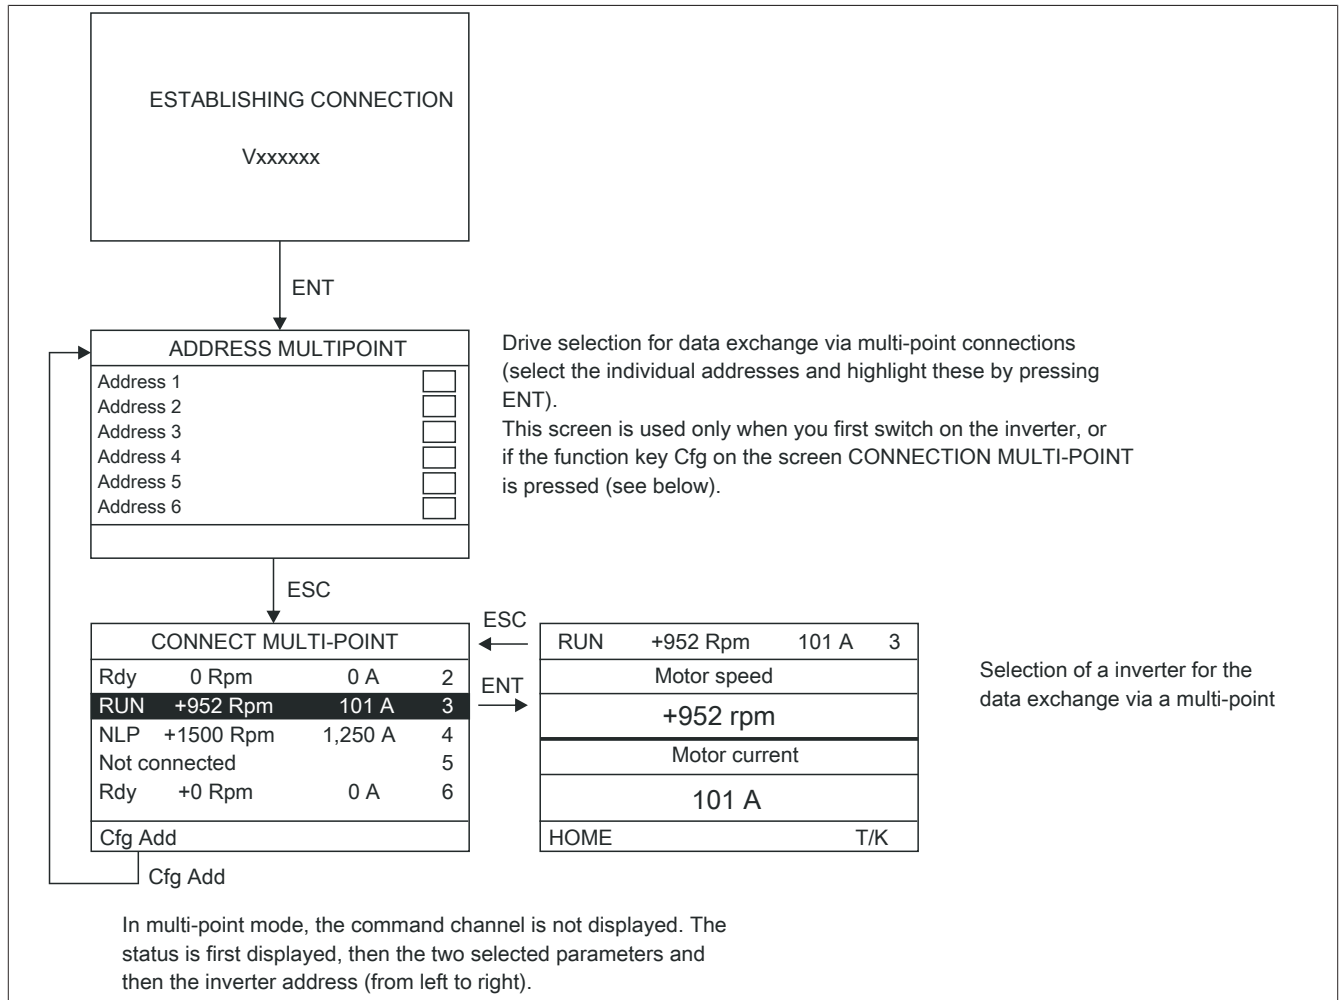 ESTABLISHING CONNECTION
Vxxxxxx
ENT
ADDRESS MULTIPOINT
Address 1
Address 2
Address 3
Address 4
Address 5
Address 6
Drive selection for data exchange via multi-point connections
(select the individual addresses and highlight these by pressing
ENT).
This screen is used only when you first switch on the inverter, or
if the function key Cfg on the screen CONNECTION MULTI-POINT
is pressed (see below).
ESC
CONNECT MULTI-POINT
Rdy 0 Rpm 0 A 2
RUN +952 Rpm 101 A 3
NLP +1500 Rpm 1,250 A 4
Not connected 5
Rdy +0 Rpm 0 A 6
Cfg Add
Cfg Add
ESC
ENT
RUN +952 Rpm 101 A 3
Motor speed
+952 rpm
Motor current
101 A
HOME T/K
Selection of a inverter for the
data exchange via a multi-point
In multi-point mode, the command channel is not displayed. The
status is first displayed, then the two selected parameters and
then the inverter address (from left to right).